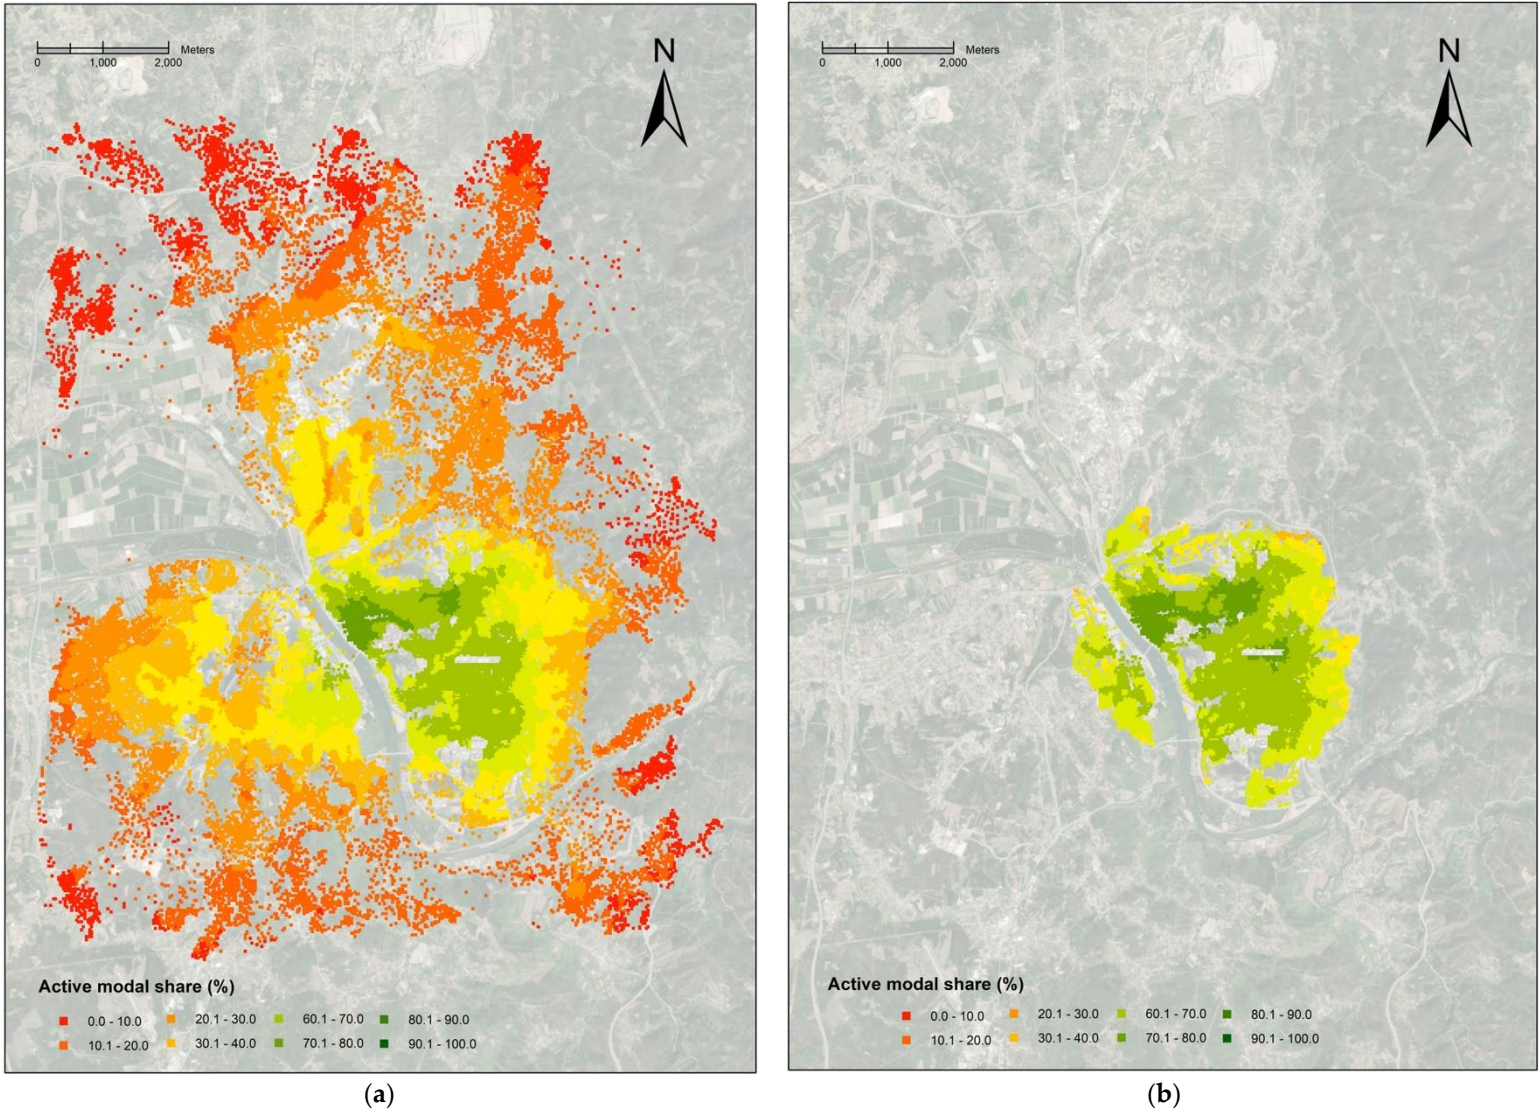 Meters
0 1,000 2,000
N
Active modal share (%)
0.0 - 10.0 20.1 - 30.0 60.1 - 70.0 80.1 - 90.0
10.1 - 20.0 30.1 - 40.0 70.1 - 80.0 90.1 - 100.0
(a)
Meters
0 1,000 2,000
N
Active modal share (%)
0.0 - 10.0 20.1 - 30.0 60.1 - 70.0 80.1 - 90.0
10.1 - 20.0 30.1 - 40.0 70.1 - 80.0 90.1 - 100.0
(b)